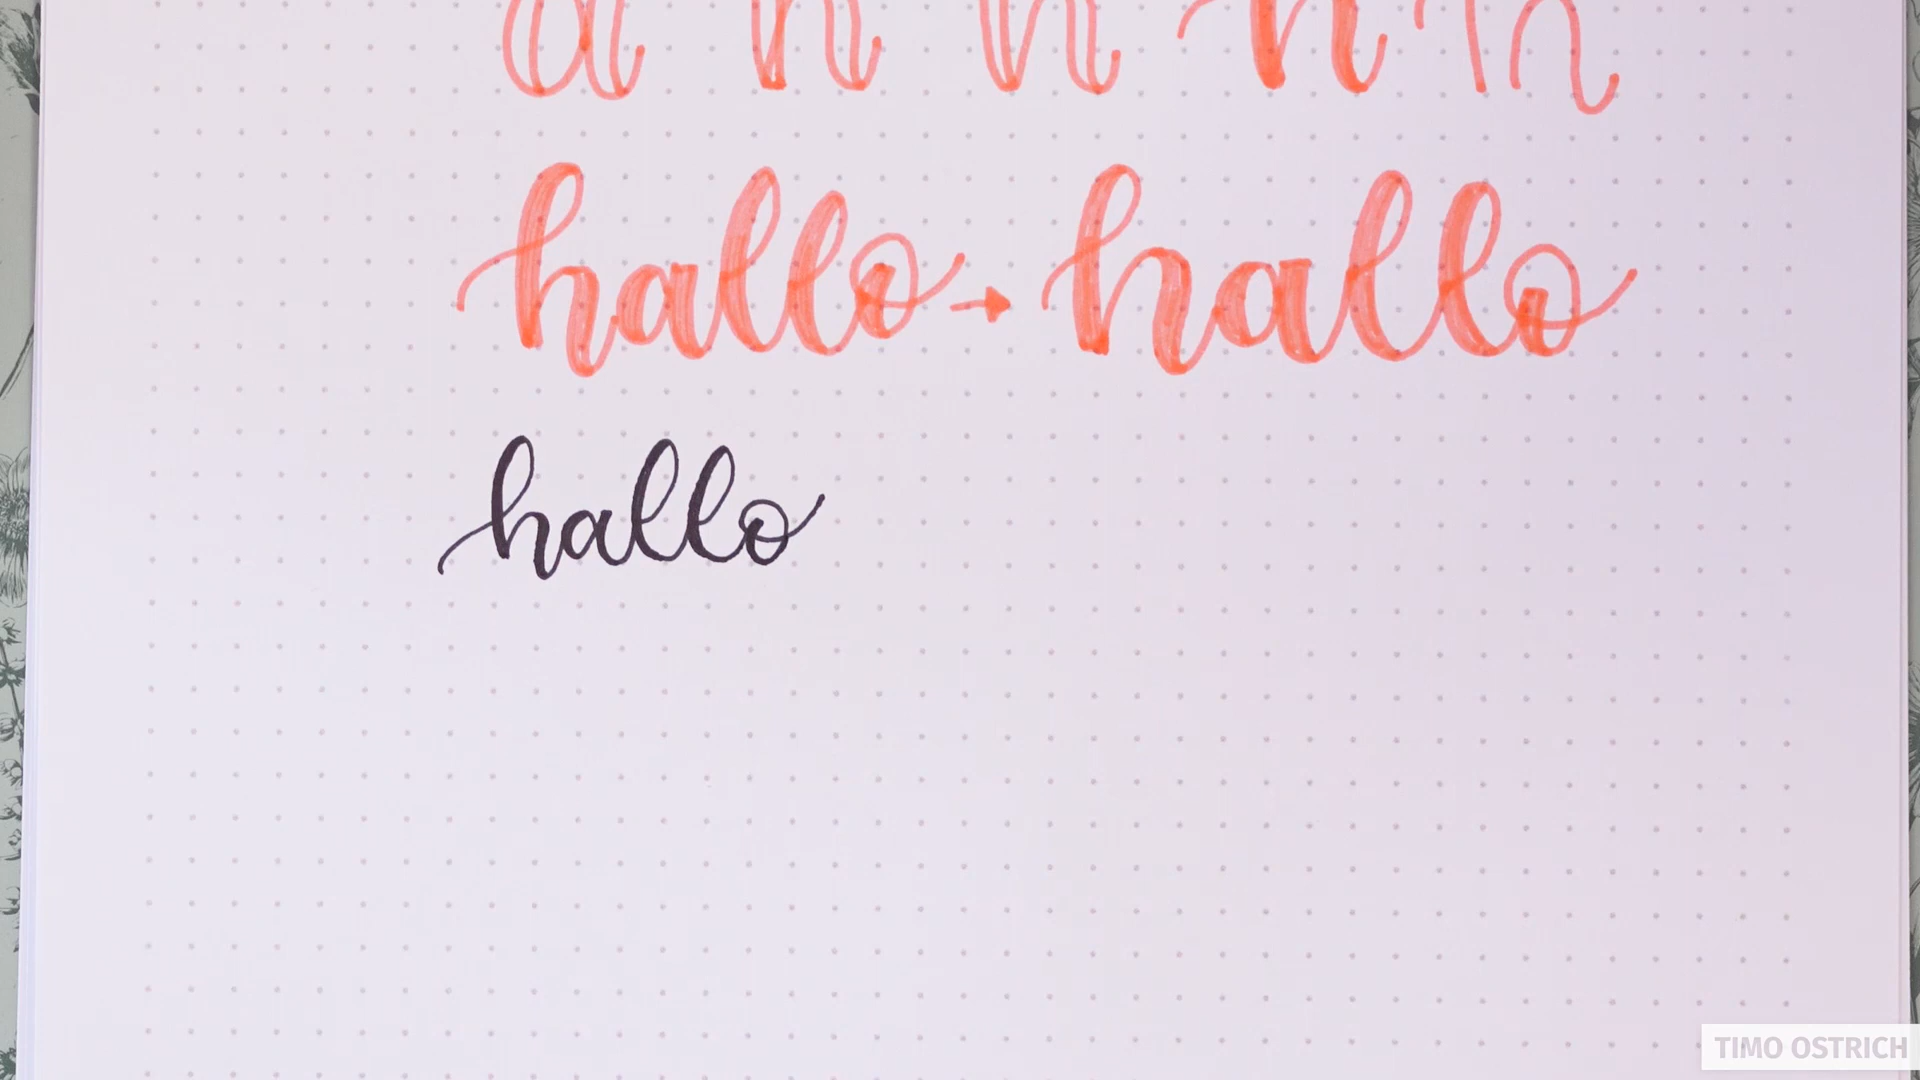 a n n n n
hallo → hallo
hallo
TIMO OSTRICH